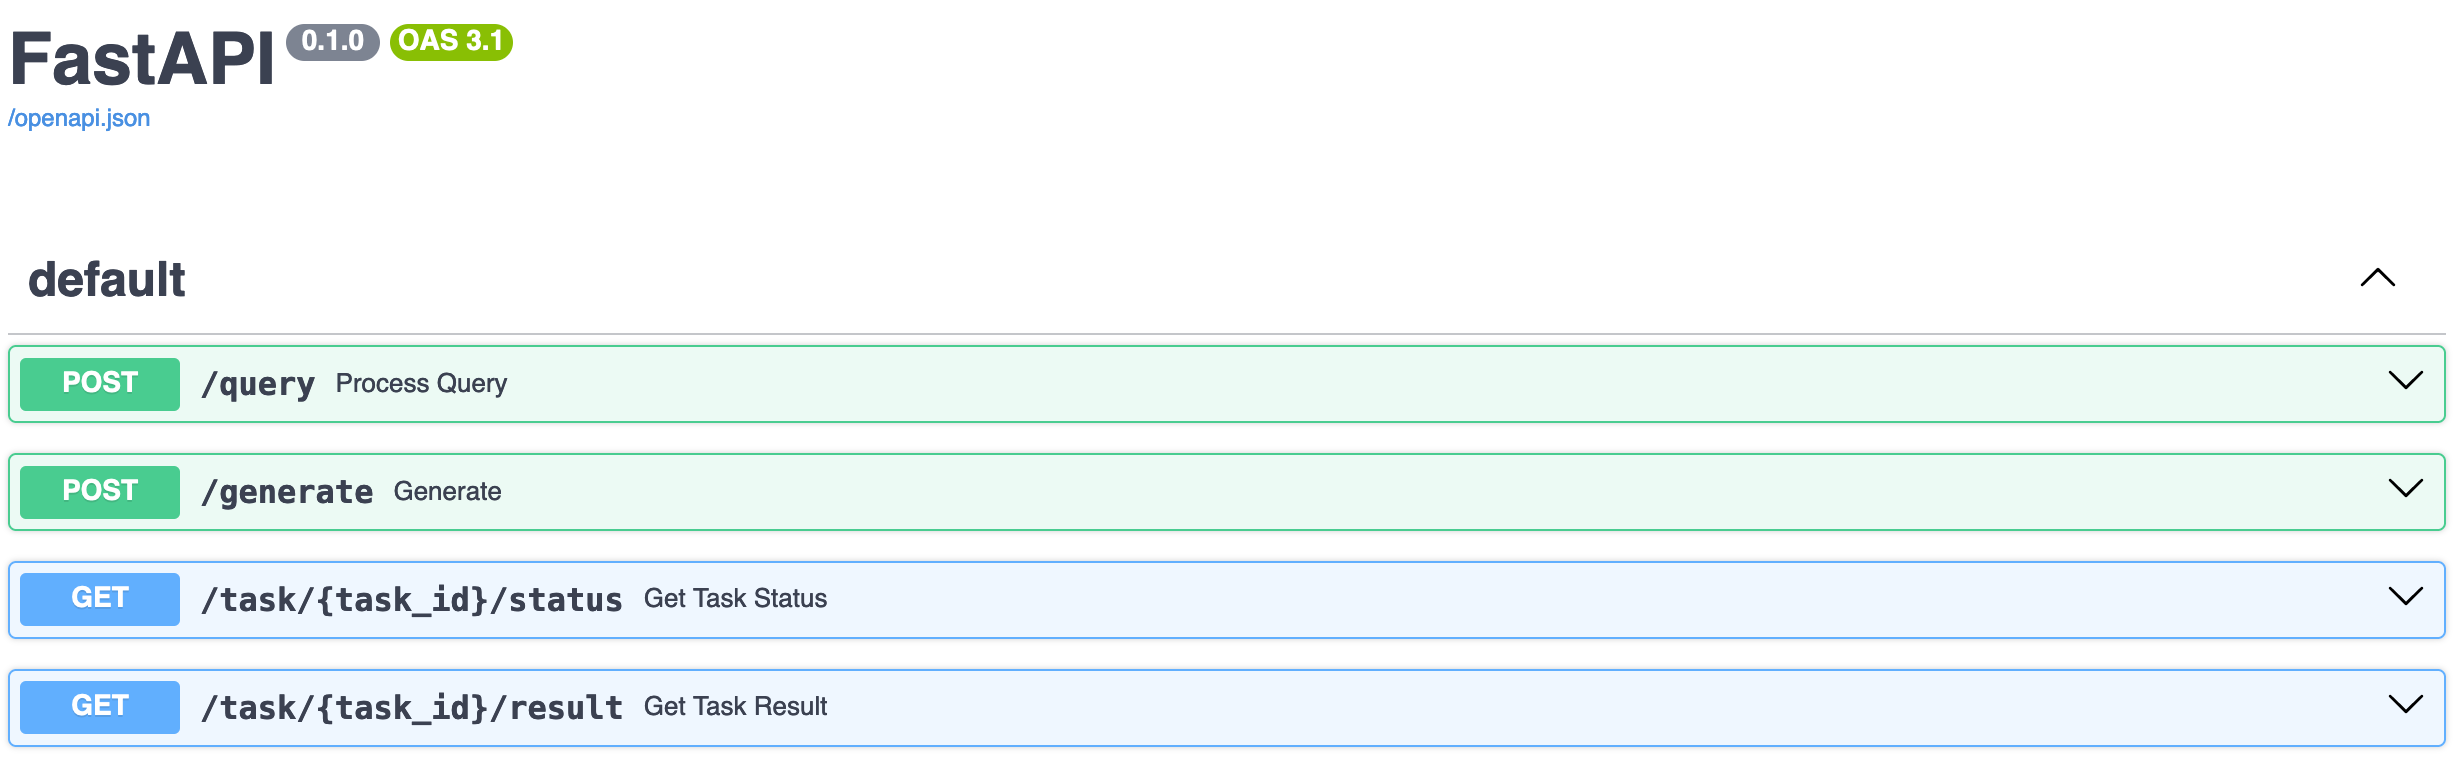 FastAPI 0.1.0 OAS 3.1
/openapi.json
default
POST /query Process Query
POST /generate Generate
GET /task/{task_id}/status Get Task Status
GET /task/{task_id}/result Get Task Result